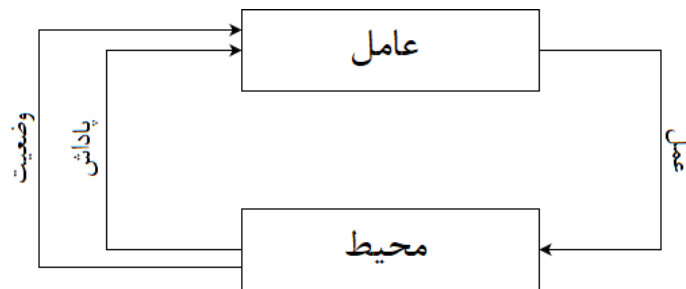 عامل
عمل
پاداش
وضعیت
محیط